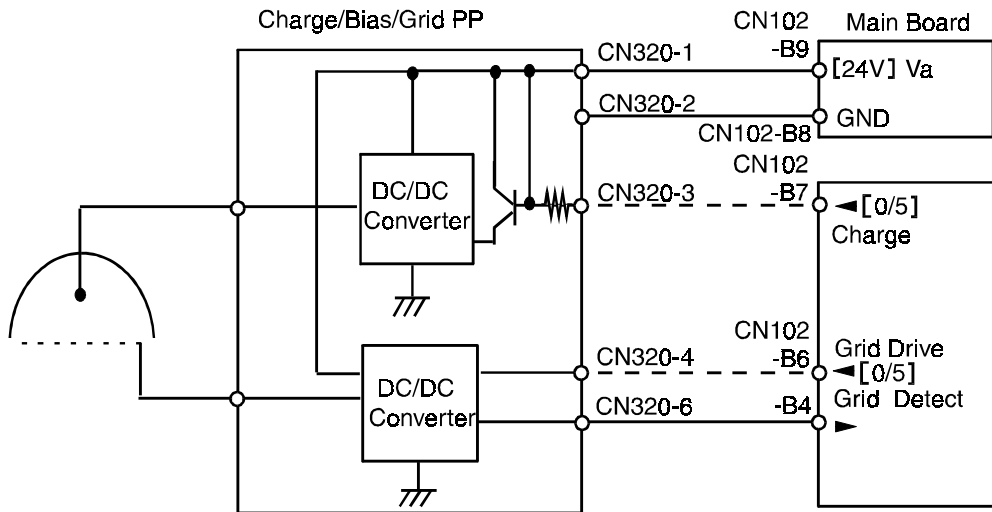 Charge/Bias/Grid PP
CN102
Main Board
CN320-1
-B9
[24V] Va
CN320-2
GND
CN102-B8
CN102
DC/DC
Converter
CN320-3
-B7
[0/5]
Charge
CN102
CN320-4
-B6
Grid Drive
[0/5]
DC/DC
Converter
CN320-6
-B4
Grid Detect